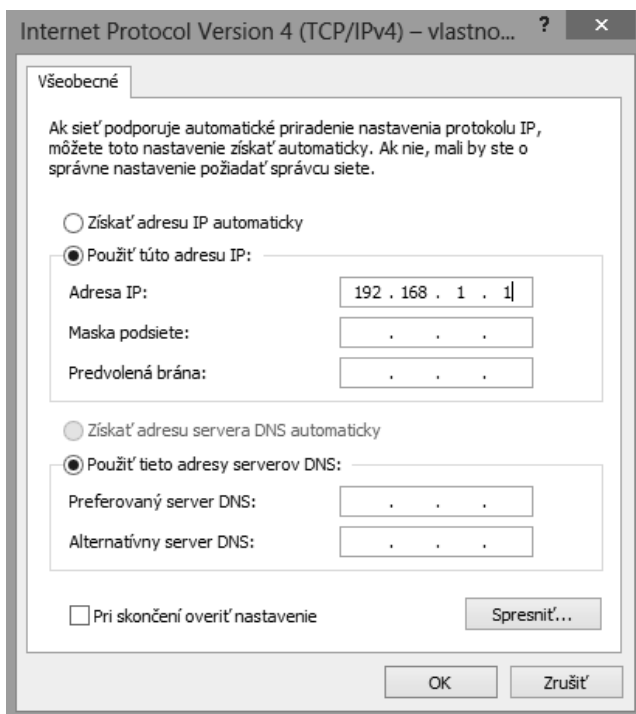 Internet Protocol Version 4 (TCP/IPv4) – vlastno... ? ×
Všeobecné
Ak sieť podporuje automatické priradenie nastavenia protokolu IP,
môžete toto nastavenie získať automaticky. Ak nie, mali by ste o
správne nastavenie požiadať správcu siete.
Získať adresu IP automaticky
Použiť túto adresu IP:
Adresa IP: 192 . 168 . 1 . 1
Maska podsiete: . . .
Predvolená brána: . . .
Získať adresu servera DNS automaticky
Použiť tieto adresy serverov DNS:
Preferovaný server DNS: . . .
Alternatívny server DNS: . . .
Pri skončení overiť nastavenie Spresniť...
OK Zrušiť